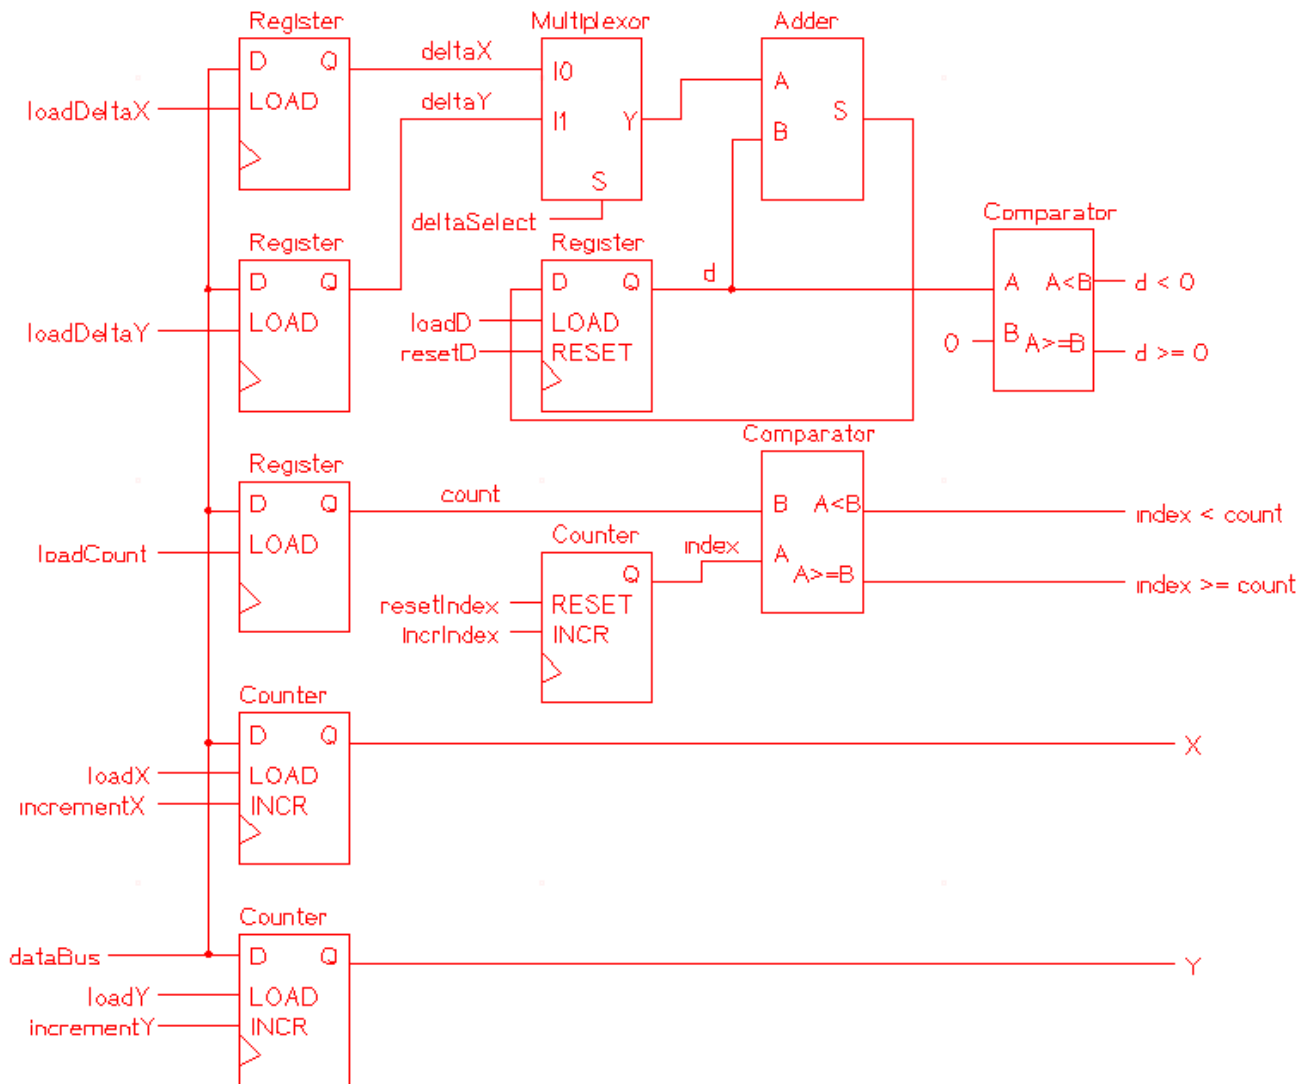 Register
Multiplexor
Adder
D Q
deltaX
I0
A
loadDeltaX
LOAD
deltaY
I1
Y
B
S
S
deltaSelect
Comparator
Register
Register
D Q
d
A
A<B
d < 0
loadDeltaY
LOAD
D Q
loadD
LOAD
resetD
RESET
0
B
A>=B
d >= 0
Comparator
Register
D Q
count
B
A<B
index < count
loadCount
LOAD
Counter
index
A
Q
A>=B
index >= count
resetIndex
RESET
IncrIndex
INCR
Counter
D Q
X
loadX
LOAD
incrementX
INCR
Counter
dataBus
D Q
Y
loadY
LOAD
incrementY
INCR